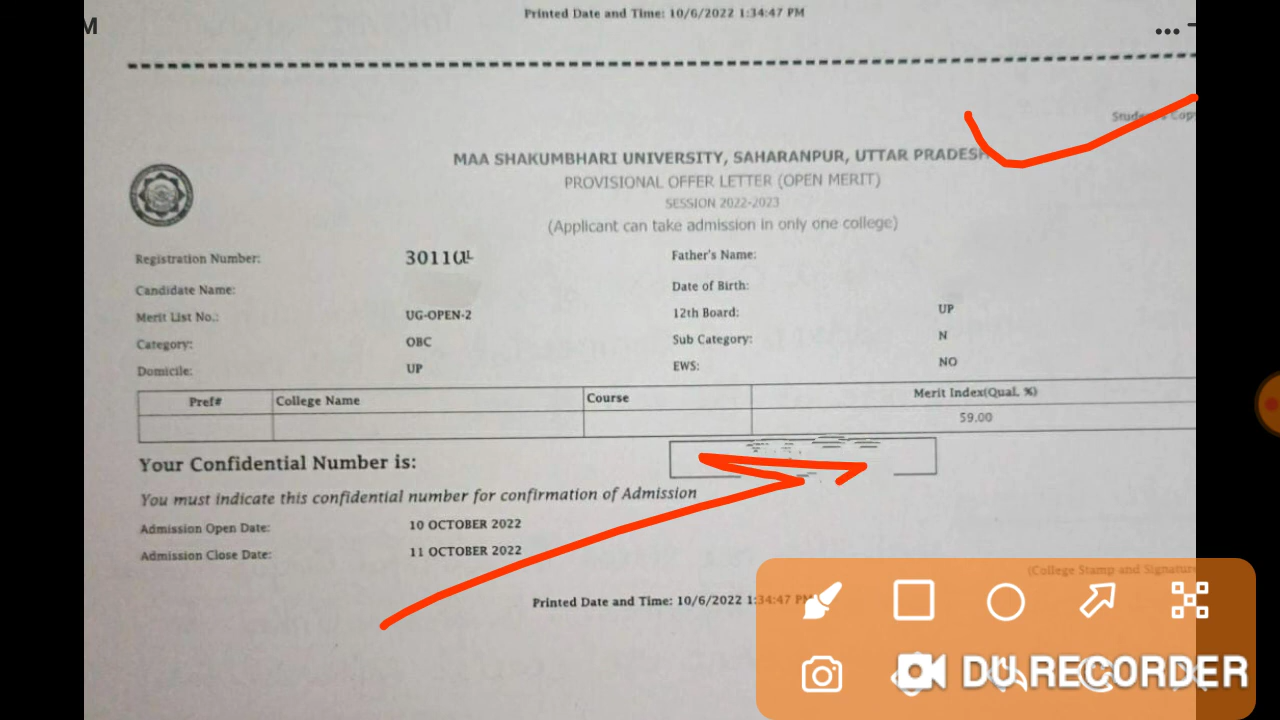 Printed Date and Time: 10/6/2022 1:34:47 PM
M
Student's Copy
MAA SHAKUMBHARI UNIVERSITY, SAHARANPUR, UTTAR PRADESH
PROVISIONAL OFFER LETTER (OPEN MERIT)
SESSION 2022-2023
(Applicant can take admission in only one college)
Registration Number: 3011 Father's Name:
Candidate Name: Date of Birth:
Merit List No.: UG-OPEN-2 12th Board: UP
Category: OBC Sub Category: N
Domicile: UP EWS: NO
Pref# College Name Course Merit Index(Qual. %)
59.00
Your Confidential Number is:
You must indicate this confidential number for confirmation of Admission
Admission Open Date: 10 OCTOBER 2022
Admission Close Date: 11 OCTOBER 2022
(College Stamp and Signature
Printed Date and Time: 10/6/2022 1:34:47 PM
DU RECORDER